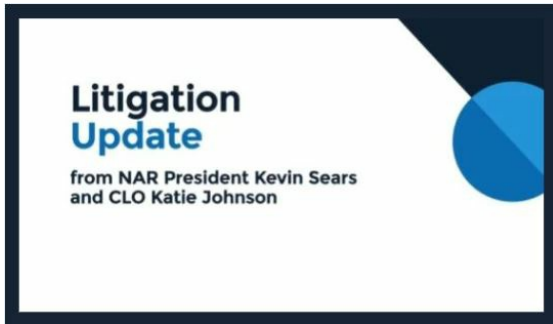 Litigation
Update
from NAR President Kevin Sears
and CLO Katie Johnson